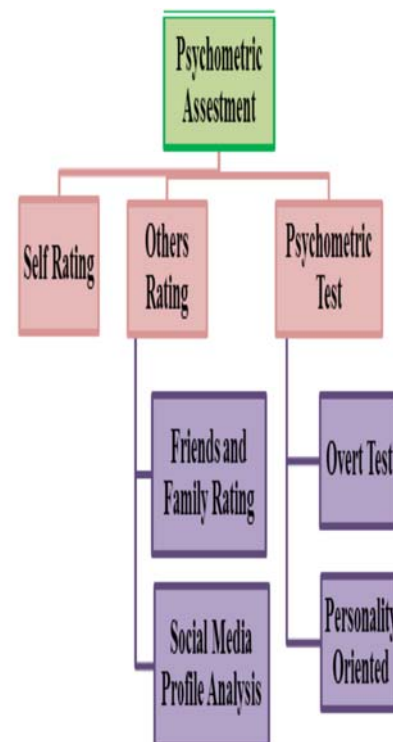 Psychometric
Assestment
Self Rating
Others
Rating
Psychometric
Test
Friends and
Family Rating
Overt Test
Social Media
Profile Analysis
Personality
Oriented